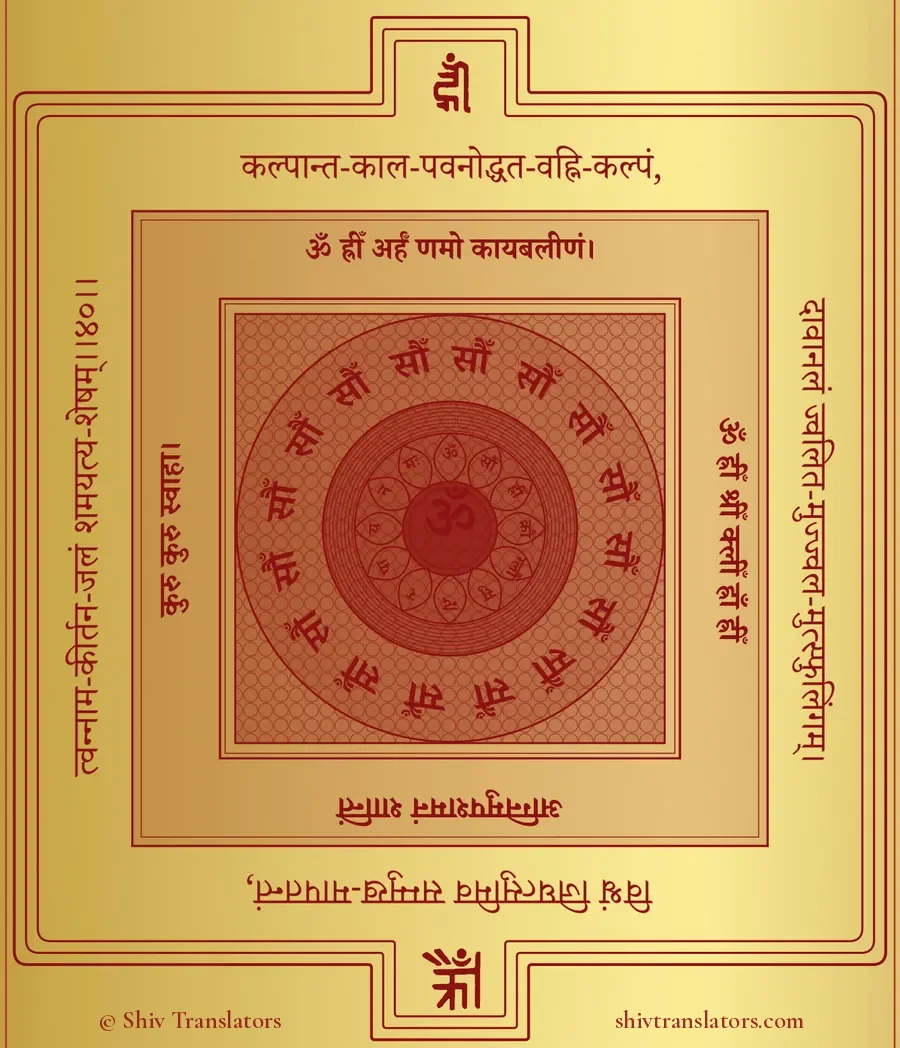 कल्पान्त-काल-पवनोद्धत-वह्नि-कल्पं,
दावानलं ज्वलित-मुज्ज्वल-मुत्स्फुलिंगम्।
विश्वं जिघत्सुमिव सम्मुख-मापतन्तं,
त्वन्नाम-कीर्तन-जलं शमयत्य-शेषम्।।४०।।
ॐ ह्रीँ अर्हँ णमो कायबलीणं।
ॐ ह्रीँ श्रीँ क्लीँ ह्राँ ह्रीँ
अग्निमुपशमनं शान्तिं
कुरु कुरु स्वाहा।
सौँ सौँ सौँ सौँ सौँ सौँ सौँ सौँ सौँ सौँ सौँ सौँ सौँ सौँ सौँ सौँ
ॐ
ॐ
© Shiv Translators
shivtranslators.com